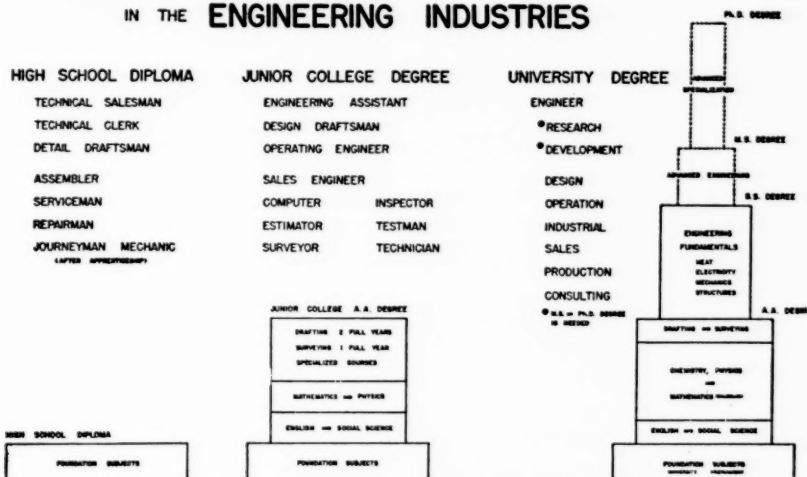 IN THE ENGINEERING INDUSTRIES
HIGH SCHOOL DIPLOMA
TECHNICAL SALESMAN
TECHNICAL CLERK
DETAIL DRAFTSMAN
ASSEMBLER
SERVICEMAN
REPAIRMAN
JOURNEYMAN MECHANIC
(AFTER APPRENTICESHIP)
HIGH SCHOOL DIPLOMA
FOUNDATION SUBJECTS
JUNIOR COLLEGE DEGREE
ENGINEERING ASSISTANT
DESIGN DRAFTSMAN
OPERATING ENGINEER
SALES ENGINEER
COMPUTER INSPECTOR
ESTIMATOR TESTMAN
SURVEYOR TECHNICIAN
JUNIOR COLLEGE A.A. DEGREE
DRAFTING 2 FULL YEARS
SURVEYING 1 FULL YEAR
SPECIALIZED COURSES
MATHEMATICS AND PHYSICS
ENGLISH AND SOCIAL SCIENCE
FOUNDATION SUBJECTS
UNIVERSITY DEGREE
ENGINEER
●RESEARCH
●DEVELOPMENT
DESIGN
OPERATION
INDUSTRIAL
SALES
PRODUCTION
CONSULTING
● M.S. OR Ph.D. DEGREE
IS NEEDED
Ph.D. DEGREE
ADVANCED
SPECIALIZATION
M.S. DEGREE
ADVANCED ENGINEERING
B.S. DEGREE
ENGINEERING
FUNDAMENTALS
HEAT
ELECTRICITY
MECHANICS
STRUCTURES
A.A. DEGREE
DRAFTING AND SURVEYING
CHEMISTRY, PHYSICS
AND
MATHEMATICS
ENGLISH AND SOCIAL SCIENCE
FOUNDATION SUBJECTS